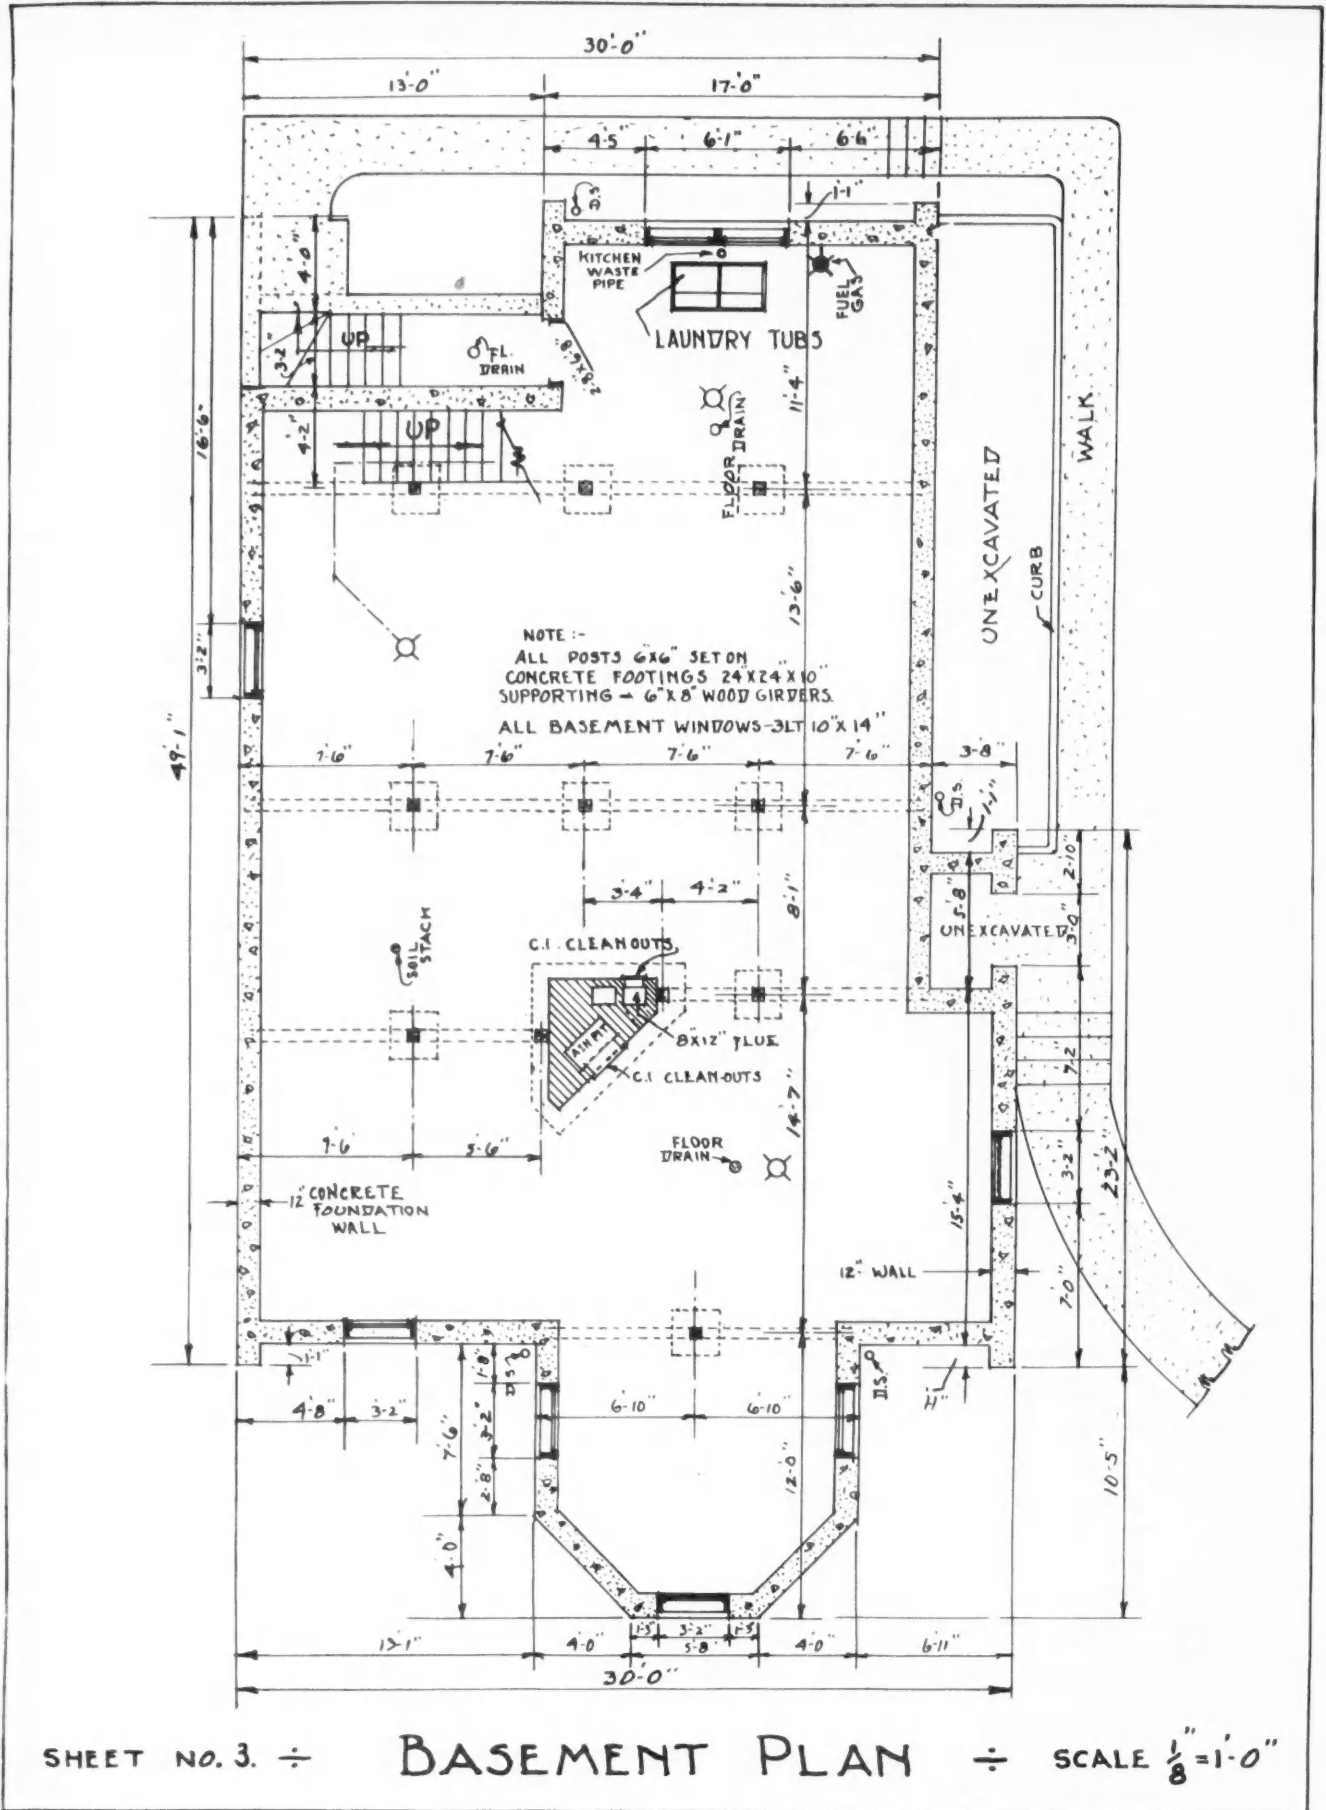 30'-0"
13'-0"
17'-0"
4'-5"
6'-1"
6'-6"
1'-1"
D.S.
KITCHEN
WASTE
PIPE
FUEL
GAS
LAUNDRY TUBS
4'-0"
3'-2"
UP
FL.
DRAIN
2'-8"X6'-8"
11'-4"
FLOOR DRAIN
WALK
16'-6"
4'-2"
UP
UNEXCAVATED
CURB
13'-6"
3'-2"
NOTE :-
ALL POSTS 6X6" SET ON
CONCRETE FOOTINGS 24"X24"X10"
SUPPORTING - 6"X8" WOOD GIRDERS.
ALL BASEMENT WINDOWS-3LT 10"X14"
49'-1"
7'-6"
7'-6"
7'-6"
7'-6"
3'-8"
D.S.
1'-1"
2'-10"
3'-4"
4'-2"
8'-1"
5'-8"
3'-0"
UNEXCAVATED
SOIL
STACK
C.I. CLEANOUTS
8"X12" FLUE
ASH PIT
C.I. CLEAN-OUTS
7'-2"
14'-7"
7'-6"
5'-6"
FLOOR
DRAIN
3'-2"
23'-2"
12" CONCRETE
FOUNDATION
WALL
15'-4"
12" WALL
7'-0"
1'-1"
1'-8"
D.S.
D.S.
4'-8"
3'-2"
7'-6"
3'-2"
6'-10"
6'-10"
2'-8"
12'-0"
10'-5"
4'-0"
1'-5"
3'-2"
1'-5"
4'-0"
5'-8"
4'-0"
6'-11"
30'-0"
SHEET NO. 3. ÷ BASEMENT PLAN ÷ SCALE 1/8"=1'-0"